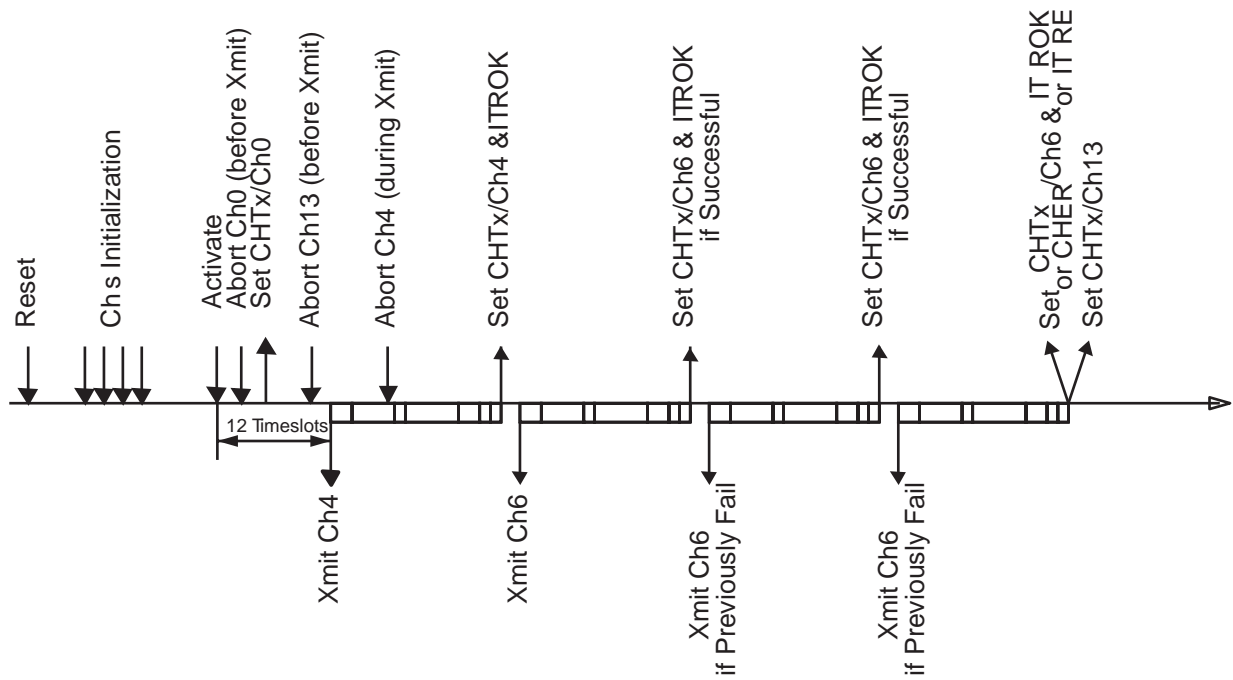 Reset
Ch s Initialization
Activate
Abort Ch0 (before Xmit)
Set CHTx/Ch0
Abort Ch13 (before Xmit)
Abort Ch4 (during Xmit)
Set CHTx/Ch4 &ITROK
Set CHTx/Ch6 & ITROK
if Successful
Set CHTx/Ch6 & ITROK
if Successful
Set CHTx or CHER /Ch6 & IT ROK or IT RE
Set CHTx/Ch13
12 Timeslots
Xmit Ch4
Xmit Ch6
Xmit Ch6
if Previously Fail
Xmit Ch6
if Previously Fail